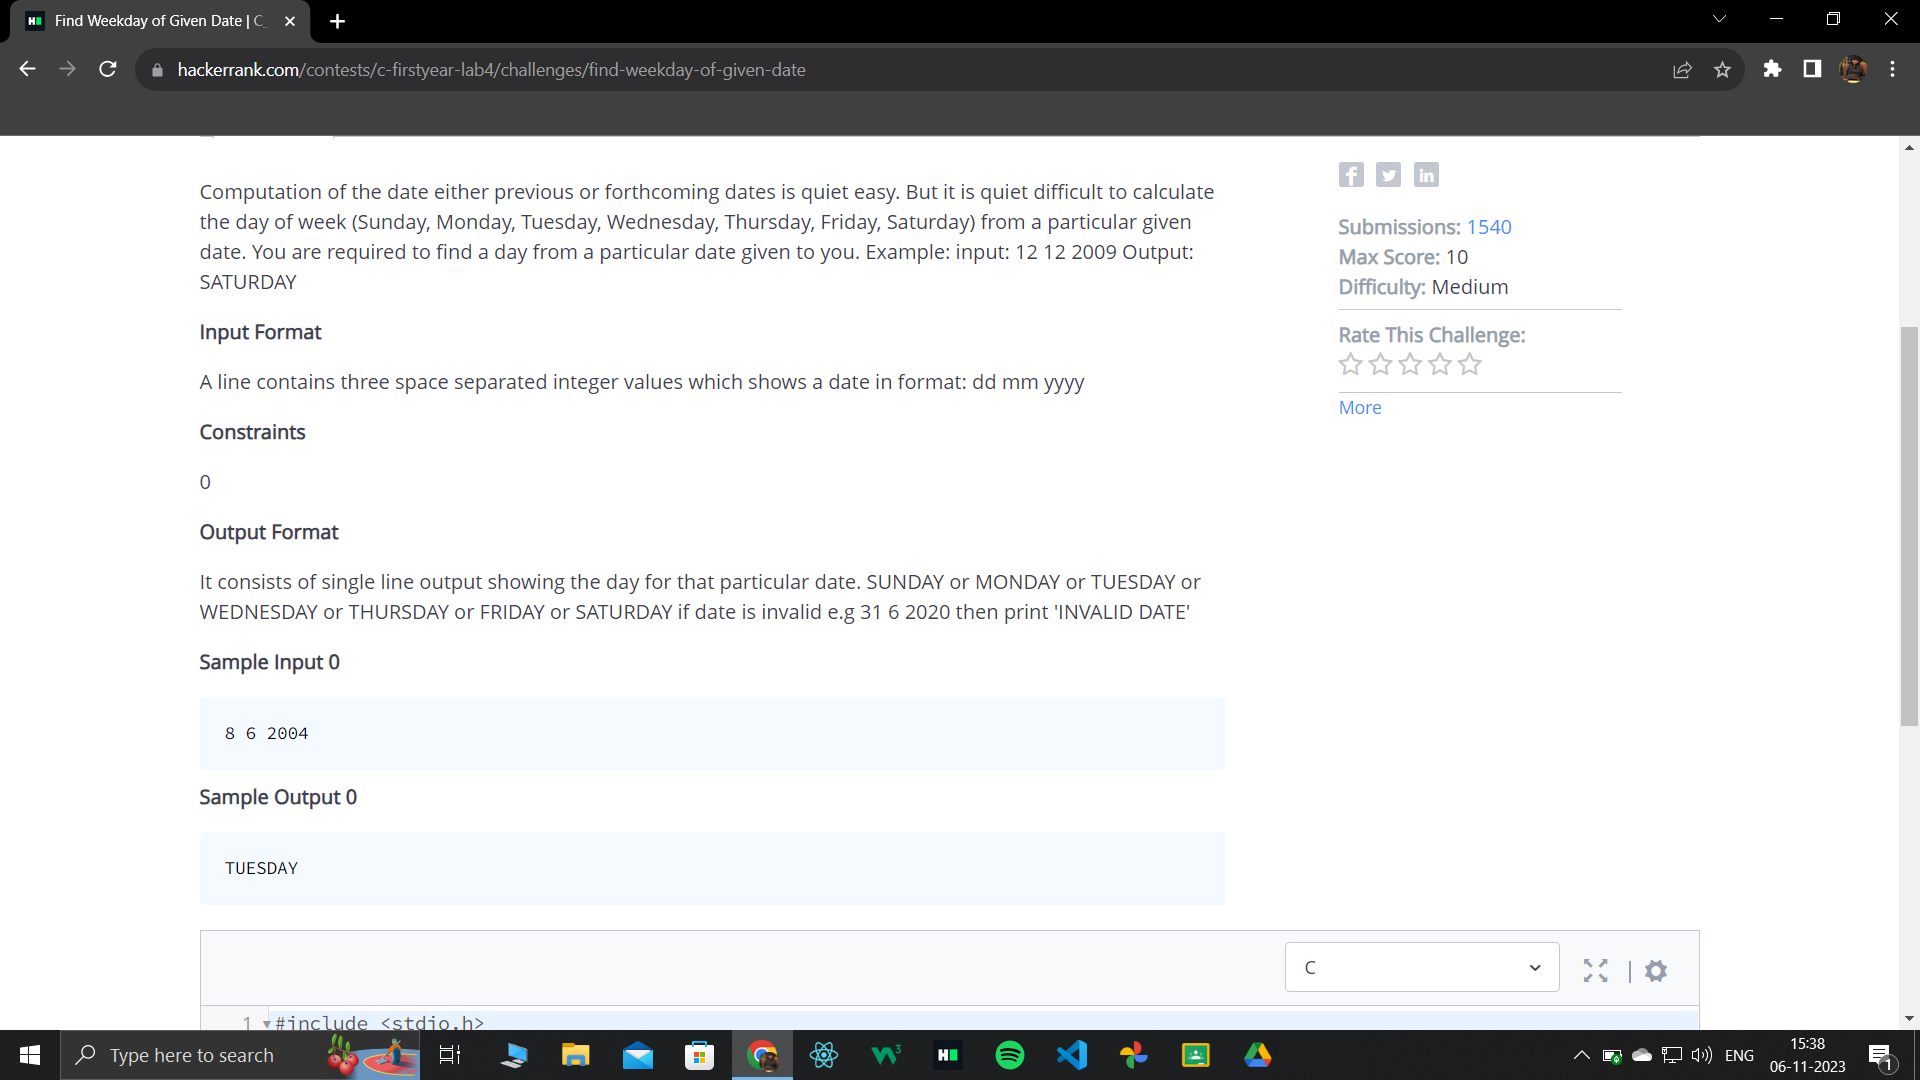 Find Weekday of Given Date | C_
hackerrank.com/contests/c-firstyear-lab4/challenges/find-weekday-of-given-date
Computation of the date either previous or forthcoming dates is quiet easy. But it is quiet difficult to calculate
the day of week (Sunday, Monday, Tuesday, Wednesday, Thursday, Friday, Saturday) from a particular given
date. You are required to find a day from a particular date given to you. Example: input: 12 12 2009 Output:
SATURDAY
Input Format
A line contains three space separated integer values which shows a date in format: dd mm yyyy
Constraints
0
Output Format
It consists of single line output showing the day for that particular date. SUNDAY or MONDAY or TUESDAY or
WEDNESDAY or THURSDAY or FRIDAY or SATURDAY if date is invalid e.g 31 6 2020 then print 'INVALID DATE'
Sample Input 0
8 6 2004
Sample Output 0
TUESDAY
Submissions: 1540
Max Score: 10
Difficulty: Medium
Rate This Challenge:
More
C
1 #include <stdio.h>
Type here to search
ENG
15:38
06-11-2023
1